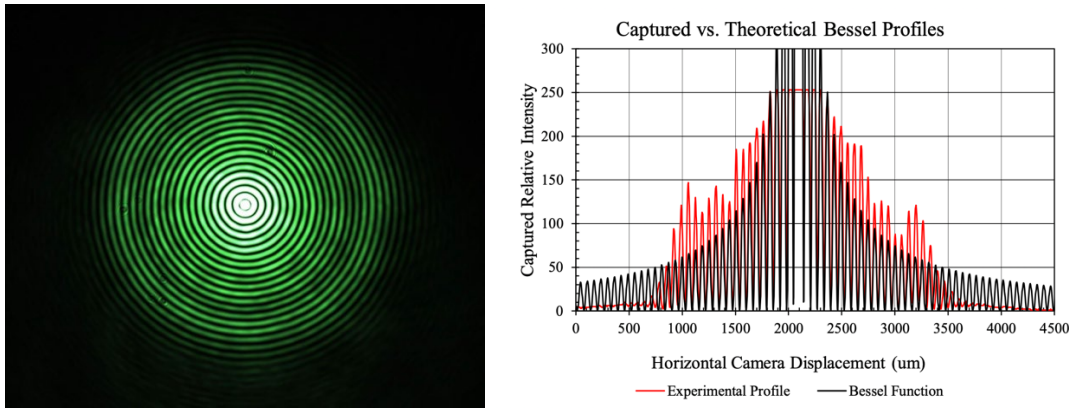 Captured vs. Theoretical Bessel Profiles
300
250
200
150
100
50
0
Captured Relative Intensity
0 500 1000 1500 2000 2500 3000 3500 4000 4500
Horizontal Camera Displacement (um)
Experimental Profile Bessel Function